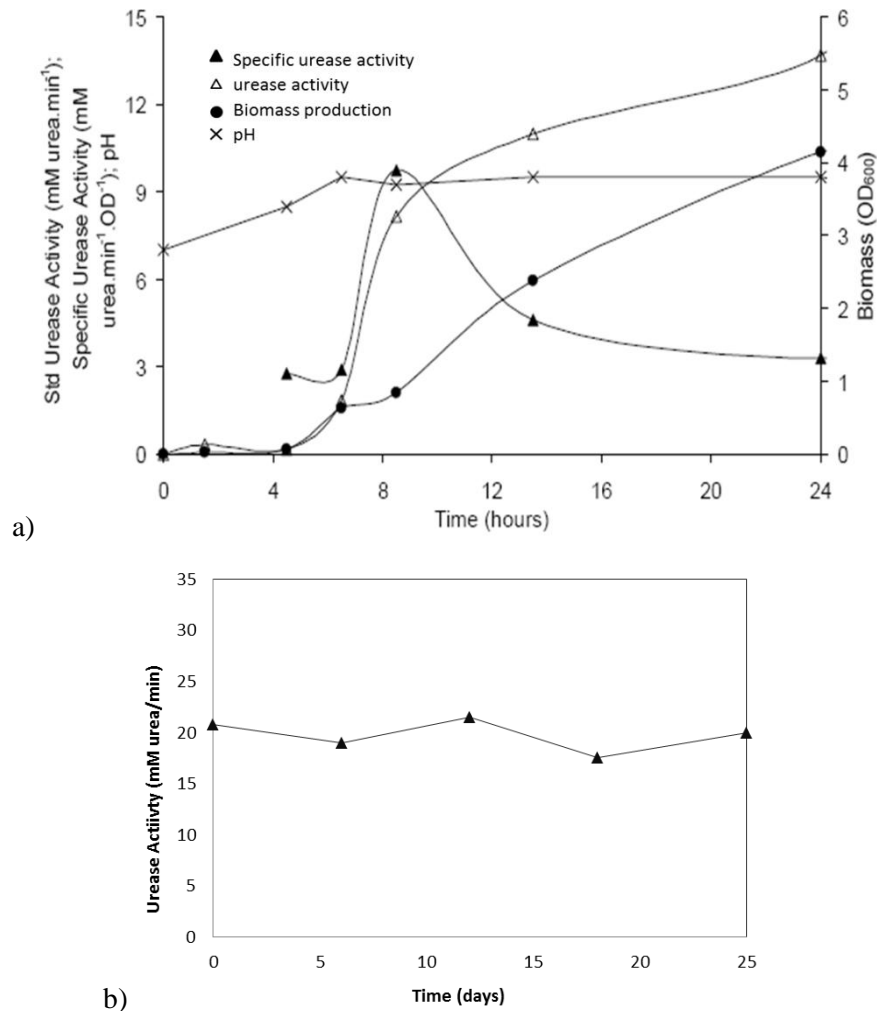 15
12
9
6
3
0
Std Urease Activity (mM urea.min⁻¹);
Specific Urease Activity (mM
urea.min⁻¹.OD⁻¹); pH
Specific urease activity
urease activity
Biomass production
pH
6
5
4
3
2
1
0
Biomass (OD₆₀₀)
0 4 8 12 16 20 24
Time (hours)
a)
35
30
25
20
15
10
5
0
Urease Actiivty (mM urea/min)
0 5 10 15 20 25
Time (days)
b)